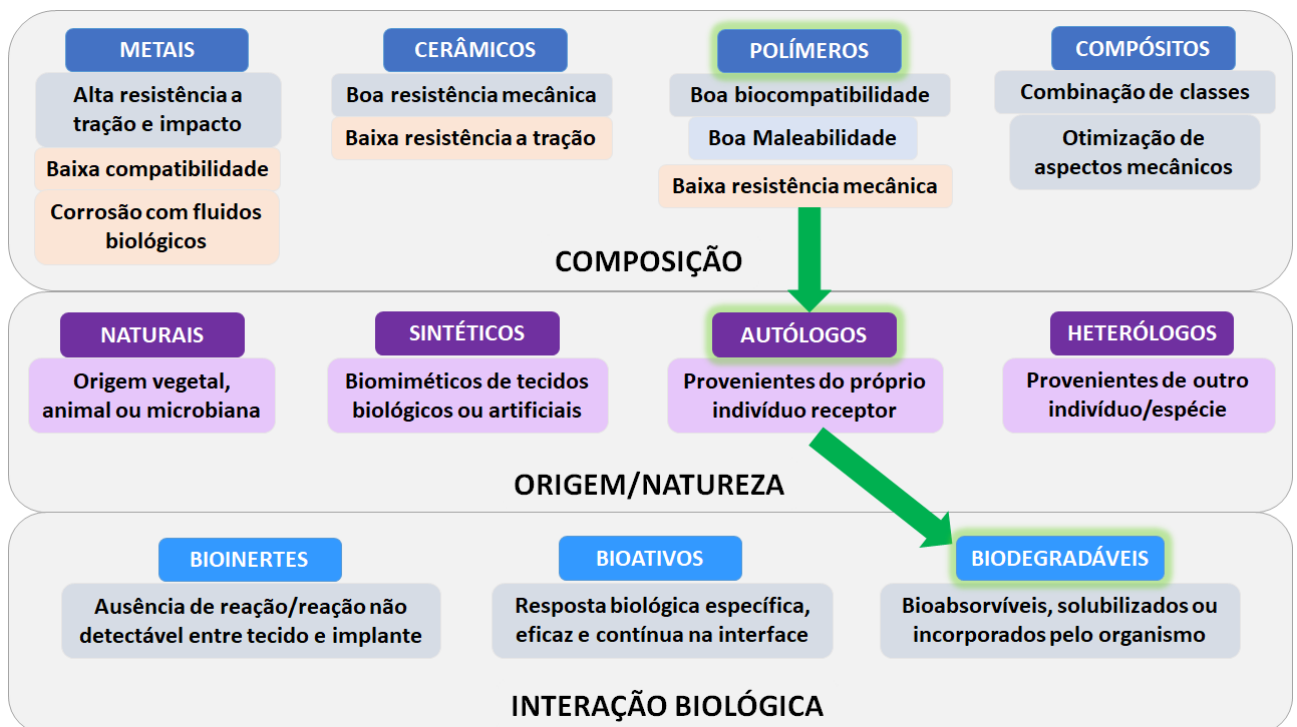 METAIS
Alta resistência a
tração e impacto
Baixa compatibilidade
Corrosão com fluidos
biológicos
CERÂMICOS
Boa resistência mecânica
Baixa resistência a tração
POLÍMEROS
Boa biocompatibilidade
Boa Maleabilidade
Baixa resistência mecânica
COMPÓSITOS
Combinação de classes
Otimização de
aspectos mecânicos
COMPOSIÇÃO
NATURAIS
Origem vegetal,
animal ou microbiana
SINTÉTICOS
Biomiméticos de tecidos
biológicos ou artificiais
AUTÓLOGOS
Provenientes do próprio
indivíduo receptor
HETERÓLOGOS
Provenientes de outro
indivíduo/espécie
ORIGEM/NATUREZA
BIOINERTES
Ausência de reação/reação não
detectável entre tecido e implante
BIOATIVOS
Resposta biológica específica,
eficaz e contínua na interface
BIODEGRADÁVEIS
Bioabsorvíveis, solubilizados ou
incorporados pelo organismo
INTERAÇÃO BIOLÓGICA